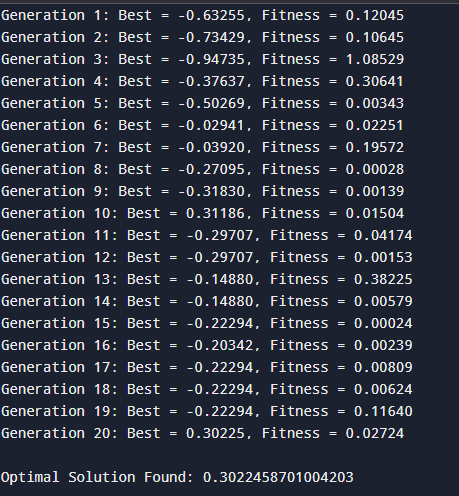 Generation 1: Best = -0.63255, Fitness = 0.12045
Generation 2: Best = -0.73429, Fitness = 0.10645
Generation 3: Best = -0.94735, Fitness = 1.08529
Generation 4: Best = -0.37637, Fitness = 0.30641
Generation 5: Best = -0.50269, Fitness = 0.00343
Generation 6: Best = -0.02941, Fitness = 0.02251
Generation 7: Best = -0.03920, Fitness = 0.19572
Generation 8: Best = -0.27095, Fitness = 0.00028
Generation 9: Best = -0.31830, Fitness = 0.00139
Generation 10: Best = 0.31186, Fitness = 0.01504
Generation 11: Best = -0.29707, Fitness = 0.04174
Generation 12: Best = -0.29707, Fitness = 0.00153
Generation 13: Best = -0.14880, Fitness = 0.38225
Generation 14: Best = -0.14880, Fitness = 0.00579
Generation 15: Best = -0.22294, Fitness = 0.00024
Generation 16: Best = -0.20342, Fitness = 0.00239
Generation 17: Best = -0.22294, Fitness = 0.00809
Generation 18: Best = -0.22294, Fitness = 0.00624
Generation 19: Best = -0.22294, Fitness = 0.11640
Generation 20: Best = 0.30225, Fitness = 0.02724
Optimal Solution Found: 0.3022458701004203